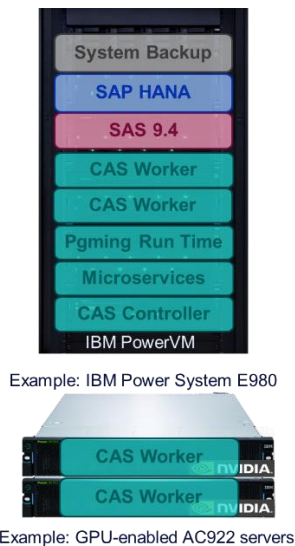 System Backup
SAP HANA
SAS 9.4
CAS Worker
CAS Worker
Pgming Run Time
Microservices
CAS Controller
IBM PowerVM
Example: IBM Power System E980
CAS Worker
NVIDIA.
CAS Worker
NVIDIA.
Example: GPU-enabled AC922 servers